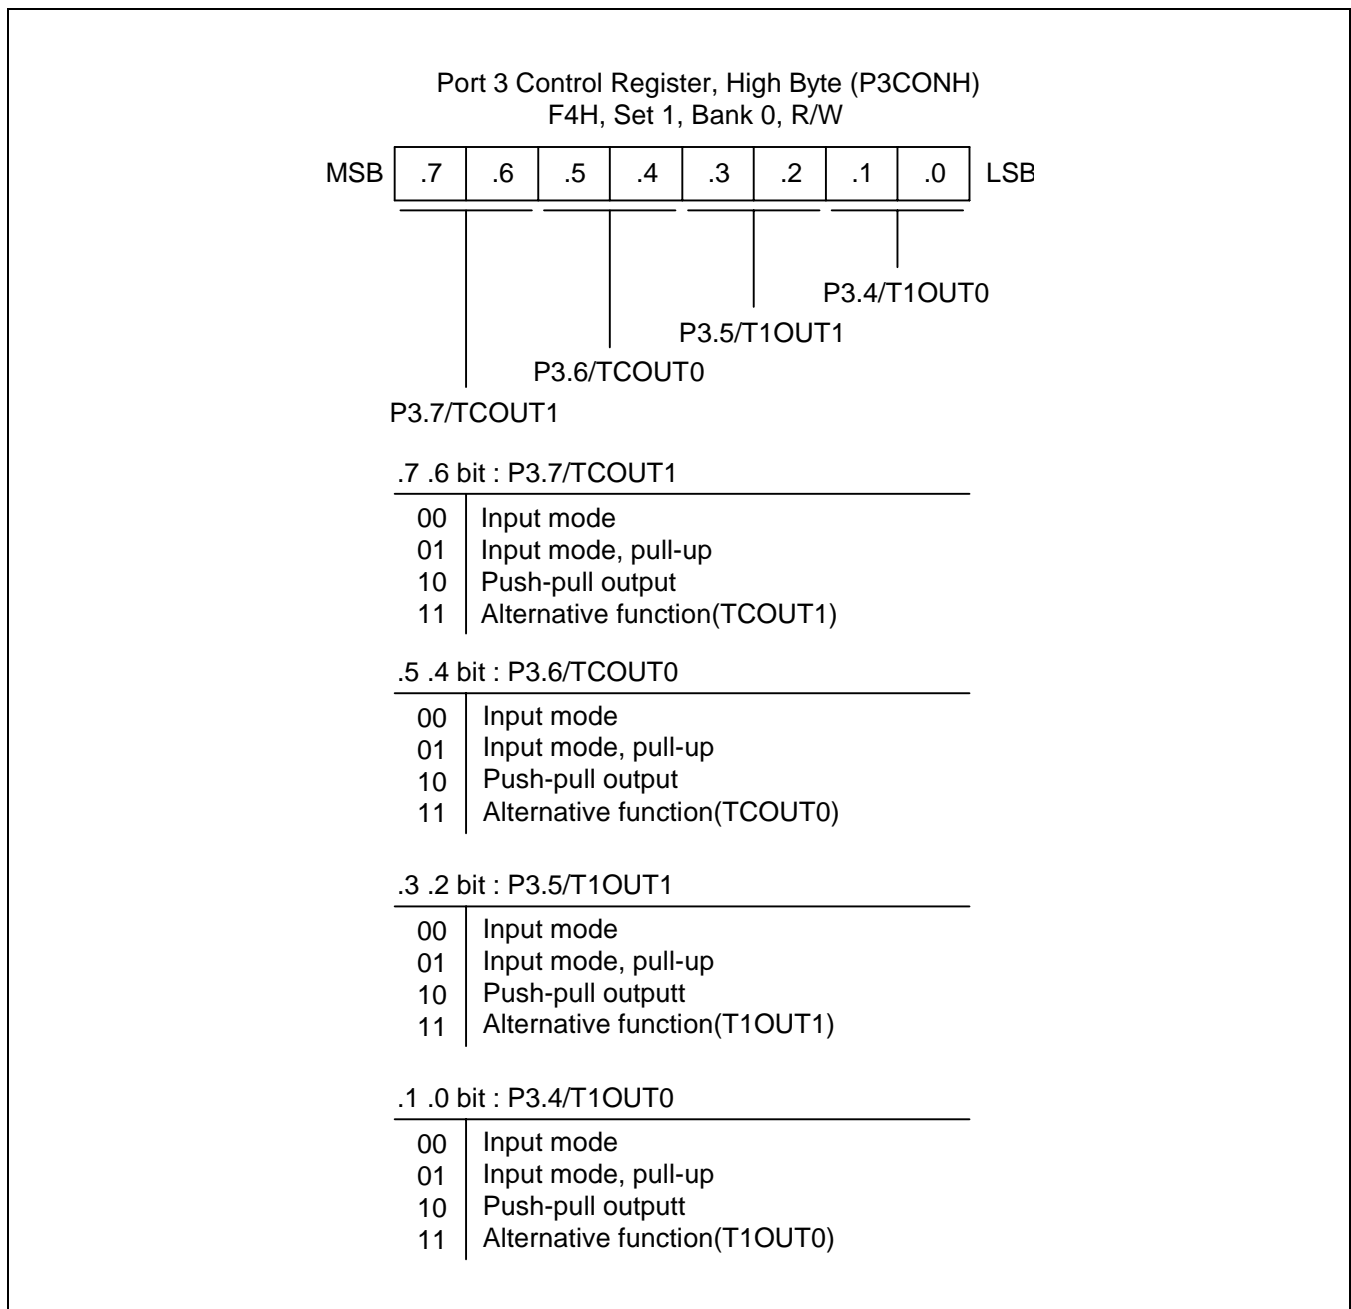 Port 3 Control Register, High Byte (P3CONH)
F4H, Set 1, Bank 0, R/W
MSB .7 .6 .5 .4 .3 .2 .1 .0 LSB
P3.4/T1OUT0
P3.5/T1OUT1
P3.6/TCOUT0
P3.7/TCOUT1
.7 .6 bit : P3.7/TCOUT1
00 Input mode
01 Input mode, pull-up
10 Push-pull output
11 Alternative function(TCOUT1)
.5 .4 bit : P3.6/TCOUT0
00 Input mode
01 Input mode, pull-up
10 Push-pull output
11 Alternative function(TCOUT0)
.3 .2 bit : P3.5/T1OUT1
00 Input mode
01 Input mode, pull-up
10 Push-pull outputt
11 Alternative function(T1OUT1)
.1 .0 bit : P3.4/T1OUT0
00 Input mode
01 Input mode, pull-up
10 Push-pull outputt
11 Alternative function(T1OUT0)